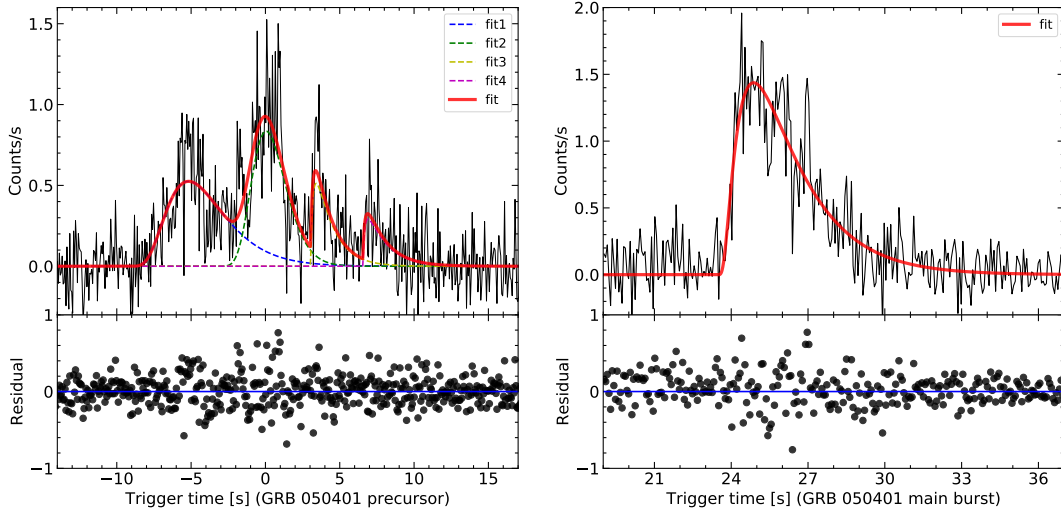 1.5
1.0
0.5
0.0
Counts/s
fit1
fit2
fit3
fit4
fit
1
0
−1
Residual
−10 −5 0 5 10 15
Trigger time [s] (GRB 050401 precursor)
2.0
1.5
1.0
0.5
0.0
Counts/s
fit
1
0
−1
Residual
21 24 27 30 33 36
Trigger time [s] (GRB 050401 main burst)